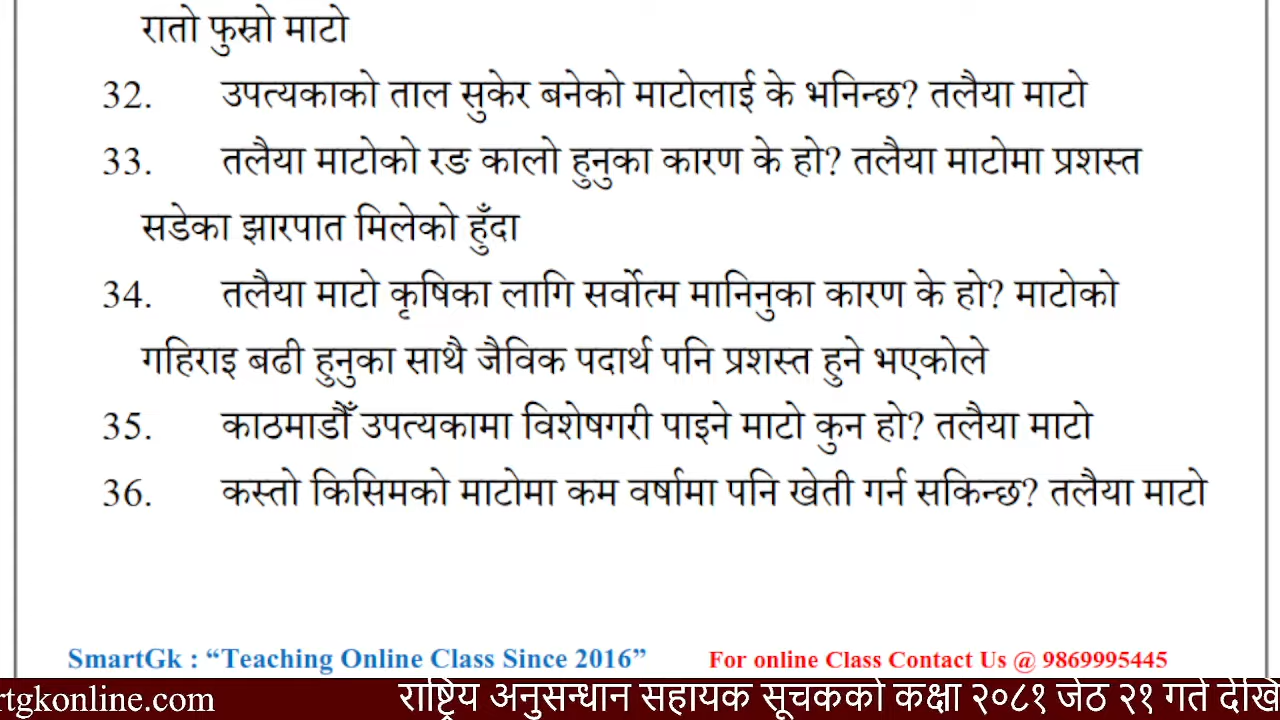 रातो फुस्रो माटो
32. उपत्यकाको ताल सुकेर बनेको माटोलाई के भनिन्छ? तलैया माटो
33. तलैया माटोको रङ कालो हुनुका कारण के हो? तलैया माटोमा प्रशस्त
सडेका झारपात मिलेको हुँदा
34. तलैया माटो कृषिका लागि सर्वोत्म मानिनुका कारण के हो? माटोको
गहिराइ बढी हुनुका साथै जैविक पदार्थ पनि प्रशस्त हुने भएकोले
35. काठमाडौँ उपत्यकामा विशेषगरी पाइने माटो कुन हो? तलैया माटो
36. कस्तो किसिमको माटोमा कम वर्षामा पनि खेती गर्न सकिन्छ? तलैया माटो
SmartGk : “Teaching Online Class Since 2016” For online Class Contact Us @ 9869995445
rtgkonline.com राष्ट्रिय अनुसन्धान सहायक सूचकको कक्षा २०८१ जेठ २१ गते देखि